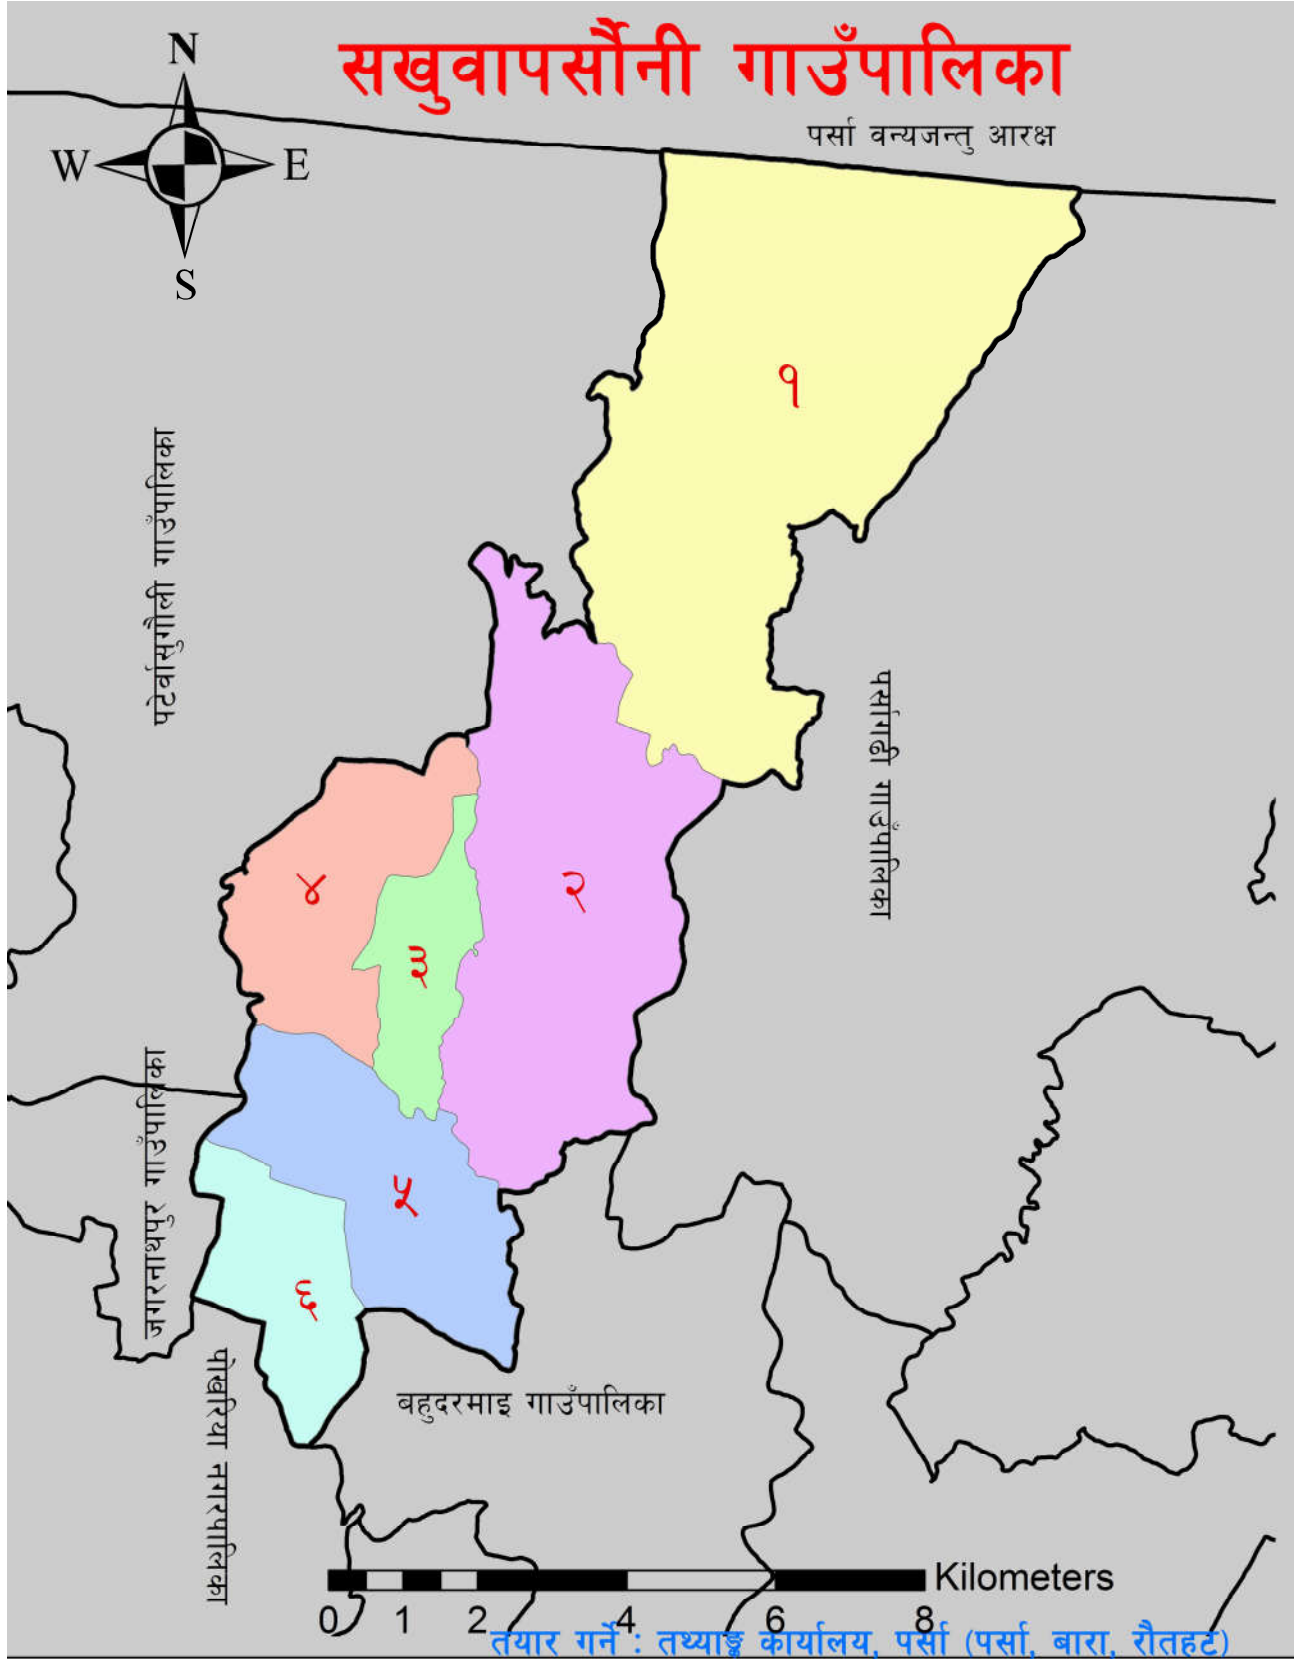 सखुवापर्सौनी गाउँपालिका
N
पर्सा वन्यजन्तु आरक्ष
W E
S
१
पटेर्वासुगौली गाउँपालिका
पर्सागढी गाउँपालिका
४
२
३
जगरनाथपुर गाउँपालिका
५
६
पोखरिया नगरपालिका
बहुदरमाइ गाउँपालिका
Kilometers
0 1 2 4 6 8
तयार गर्ने : तथ्याङ्क कार्यालय, पर्सा (पर्सा, बारा, रौतहट)